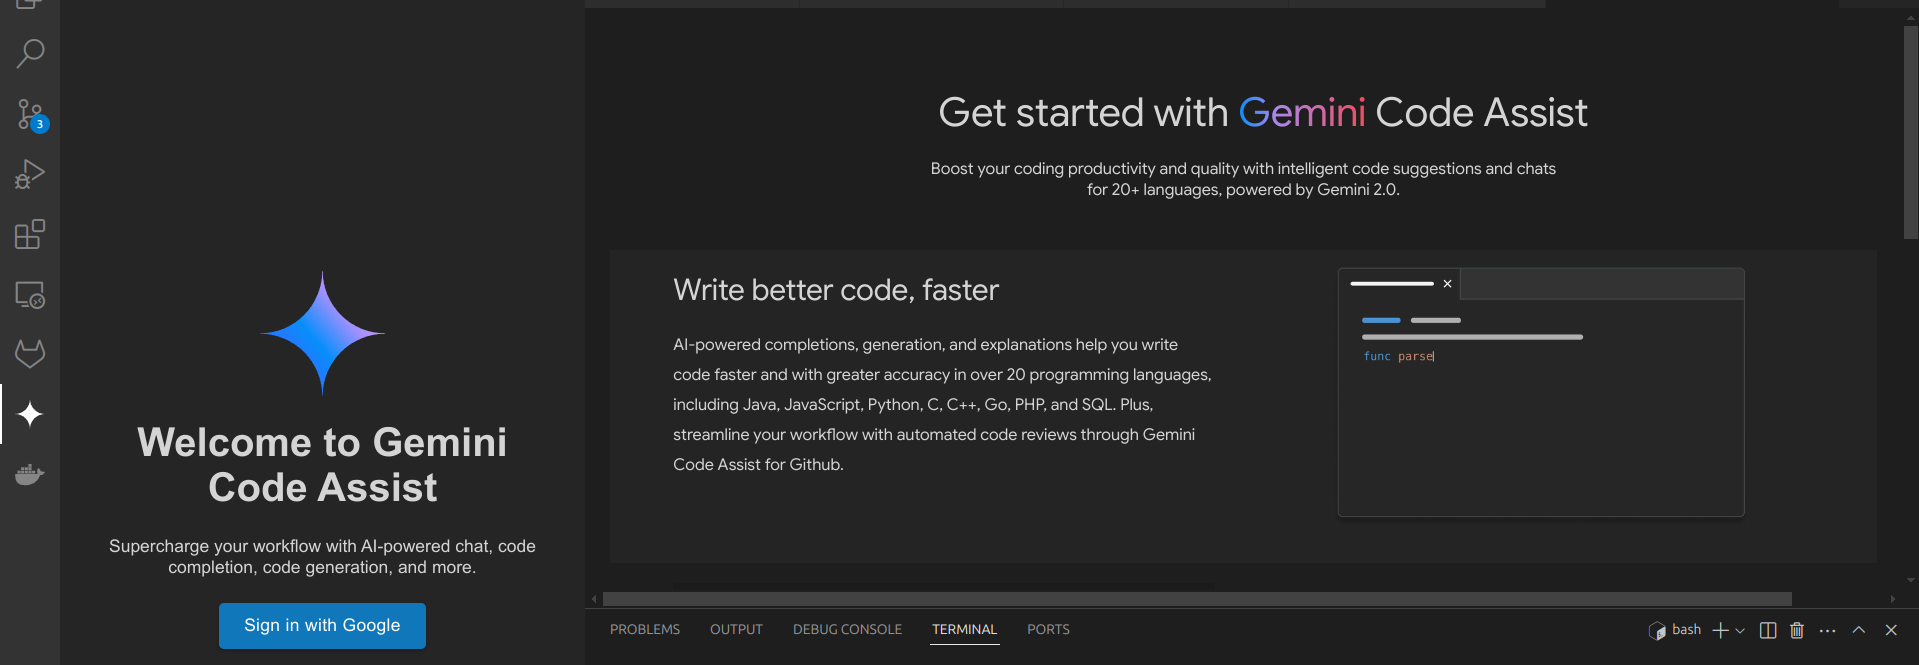 3
Welcome to Gemini
Code Assist
Supercharge your workflow with AI-powered chat, code
completion, code generation, and more.
Sign in with Google
Get started with Gemini Code Assist
Boost your coding productivity and quality with intelligent code suggestions and chats
for 20+ languages, powered by Gemini 2.0.
Write better code, faster
AI-powered completions, generation, and explanations help you write
code faster and with greater accuracy in over 20 programming languages,
including Java, JavaScript, Python, C, C++, Go, PHP, and SQL. Plus,
streamline your workflow with automated code reviews through Gemini
Code Assist for Github.
func parse
PROBLEMS OUTPUT DEBUG CONSOLE TERMINAL PORTS bash